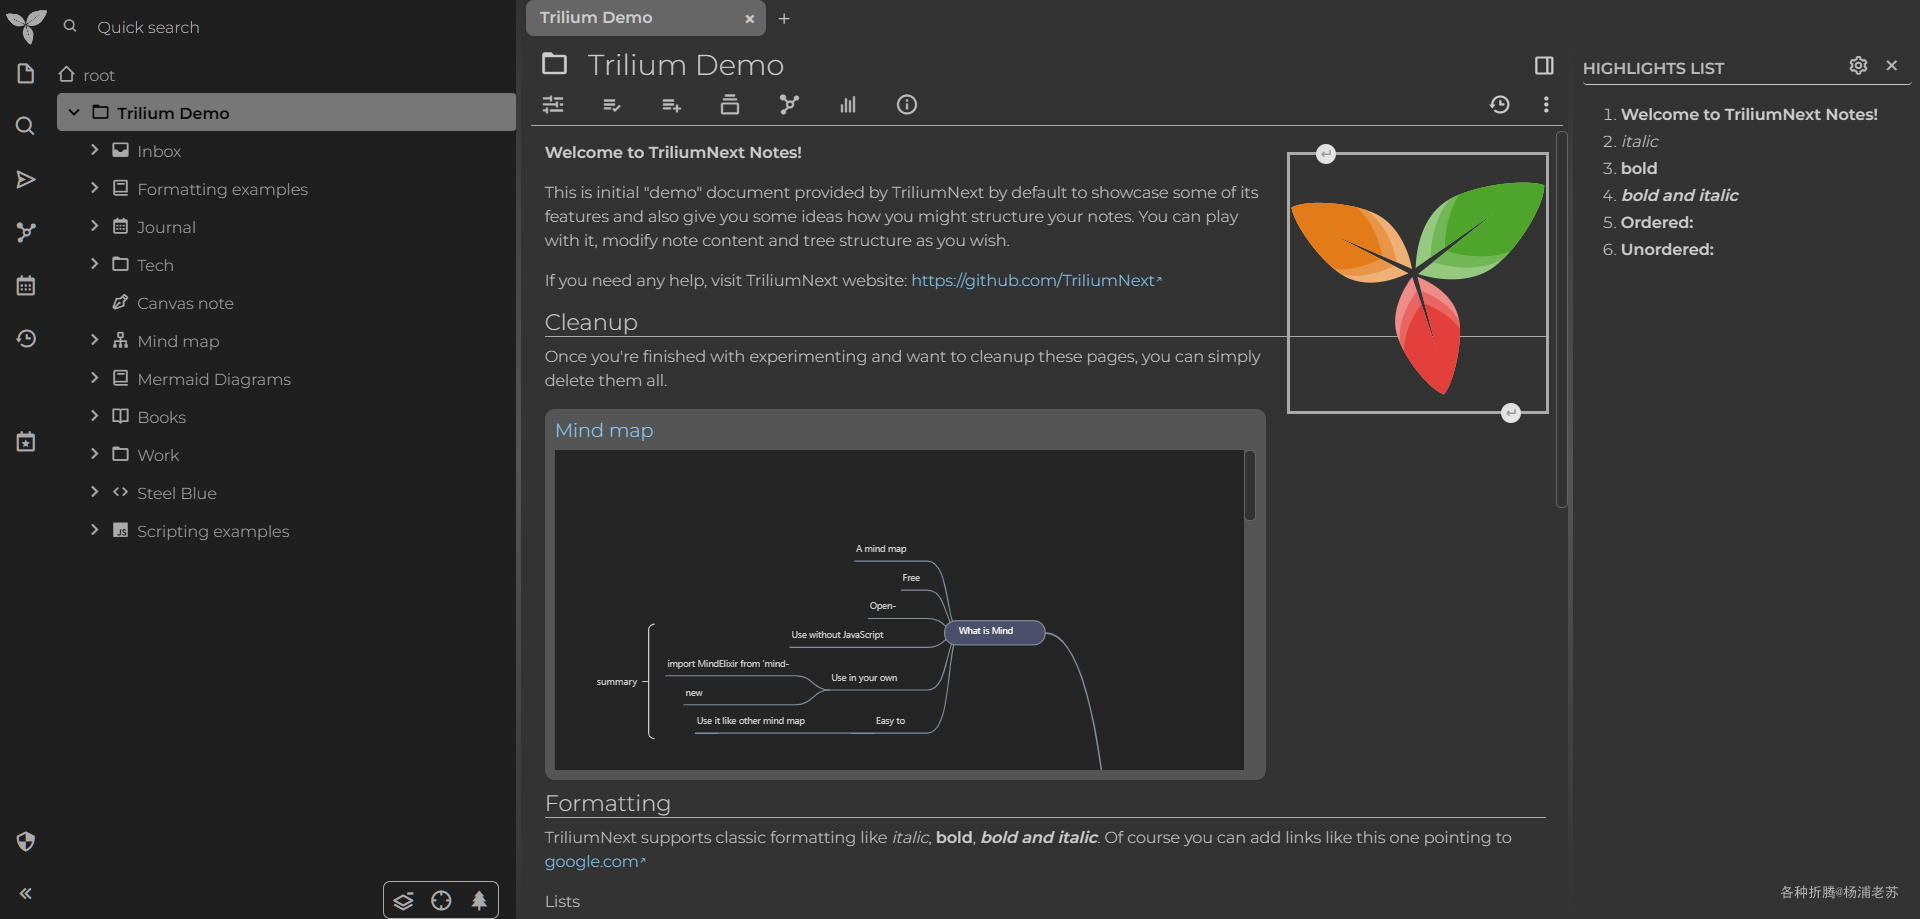 Quick search
root
Trilium Demo
Inbox
Formatting examples
Journal
Tech
Canvas note
Mind map
Mermaid Diagrams
Books
Work
Steel Blue
JS
Scripting examples
Trilium Demo
Trilium Demo
Welcome to TriliumNext Notes!
This is initial "demo" document provided by TriliumNext by default to showcase some of its
features and also give you some ideas how you might structure your notes. You can play
with it, modify note content and tree structure as you wish.
If you need any help, visit TriliumNext website: https://github.com/TriliumNext
Cleanup
Once you're finished with experimenting and want to cleanup these pages, you can simply
delete them all.
Mind map
A mind map
Free
Open-
Use without JavaScript
What is Mind
import MindElixir from 'mind-
Use in your own
summary
new
Use it like other mind map
Easy to
Formatting
TriliumNext supports classic formatting like italic, bold, bold and italic. Of course you can add links like this one pointing to
google.com
Lists
HIGHLIGHTS LIST
1. Welcome to TriliumNext Notes!
2. italic
3. bold
4. bold and italic
5. Ordered:
6. Unordered:
各种折腾@杨浦老苏